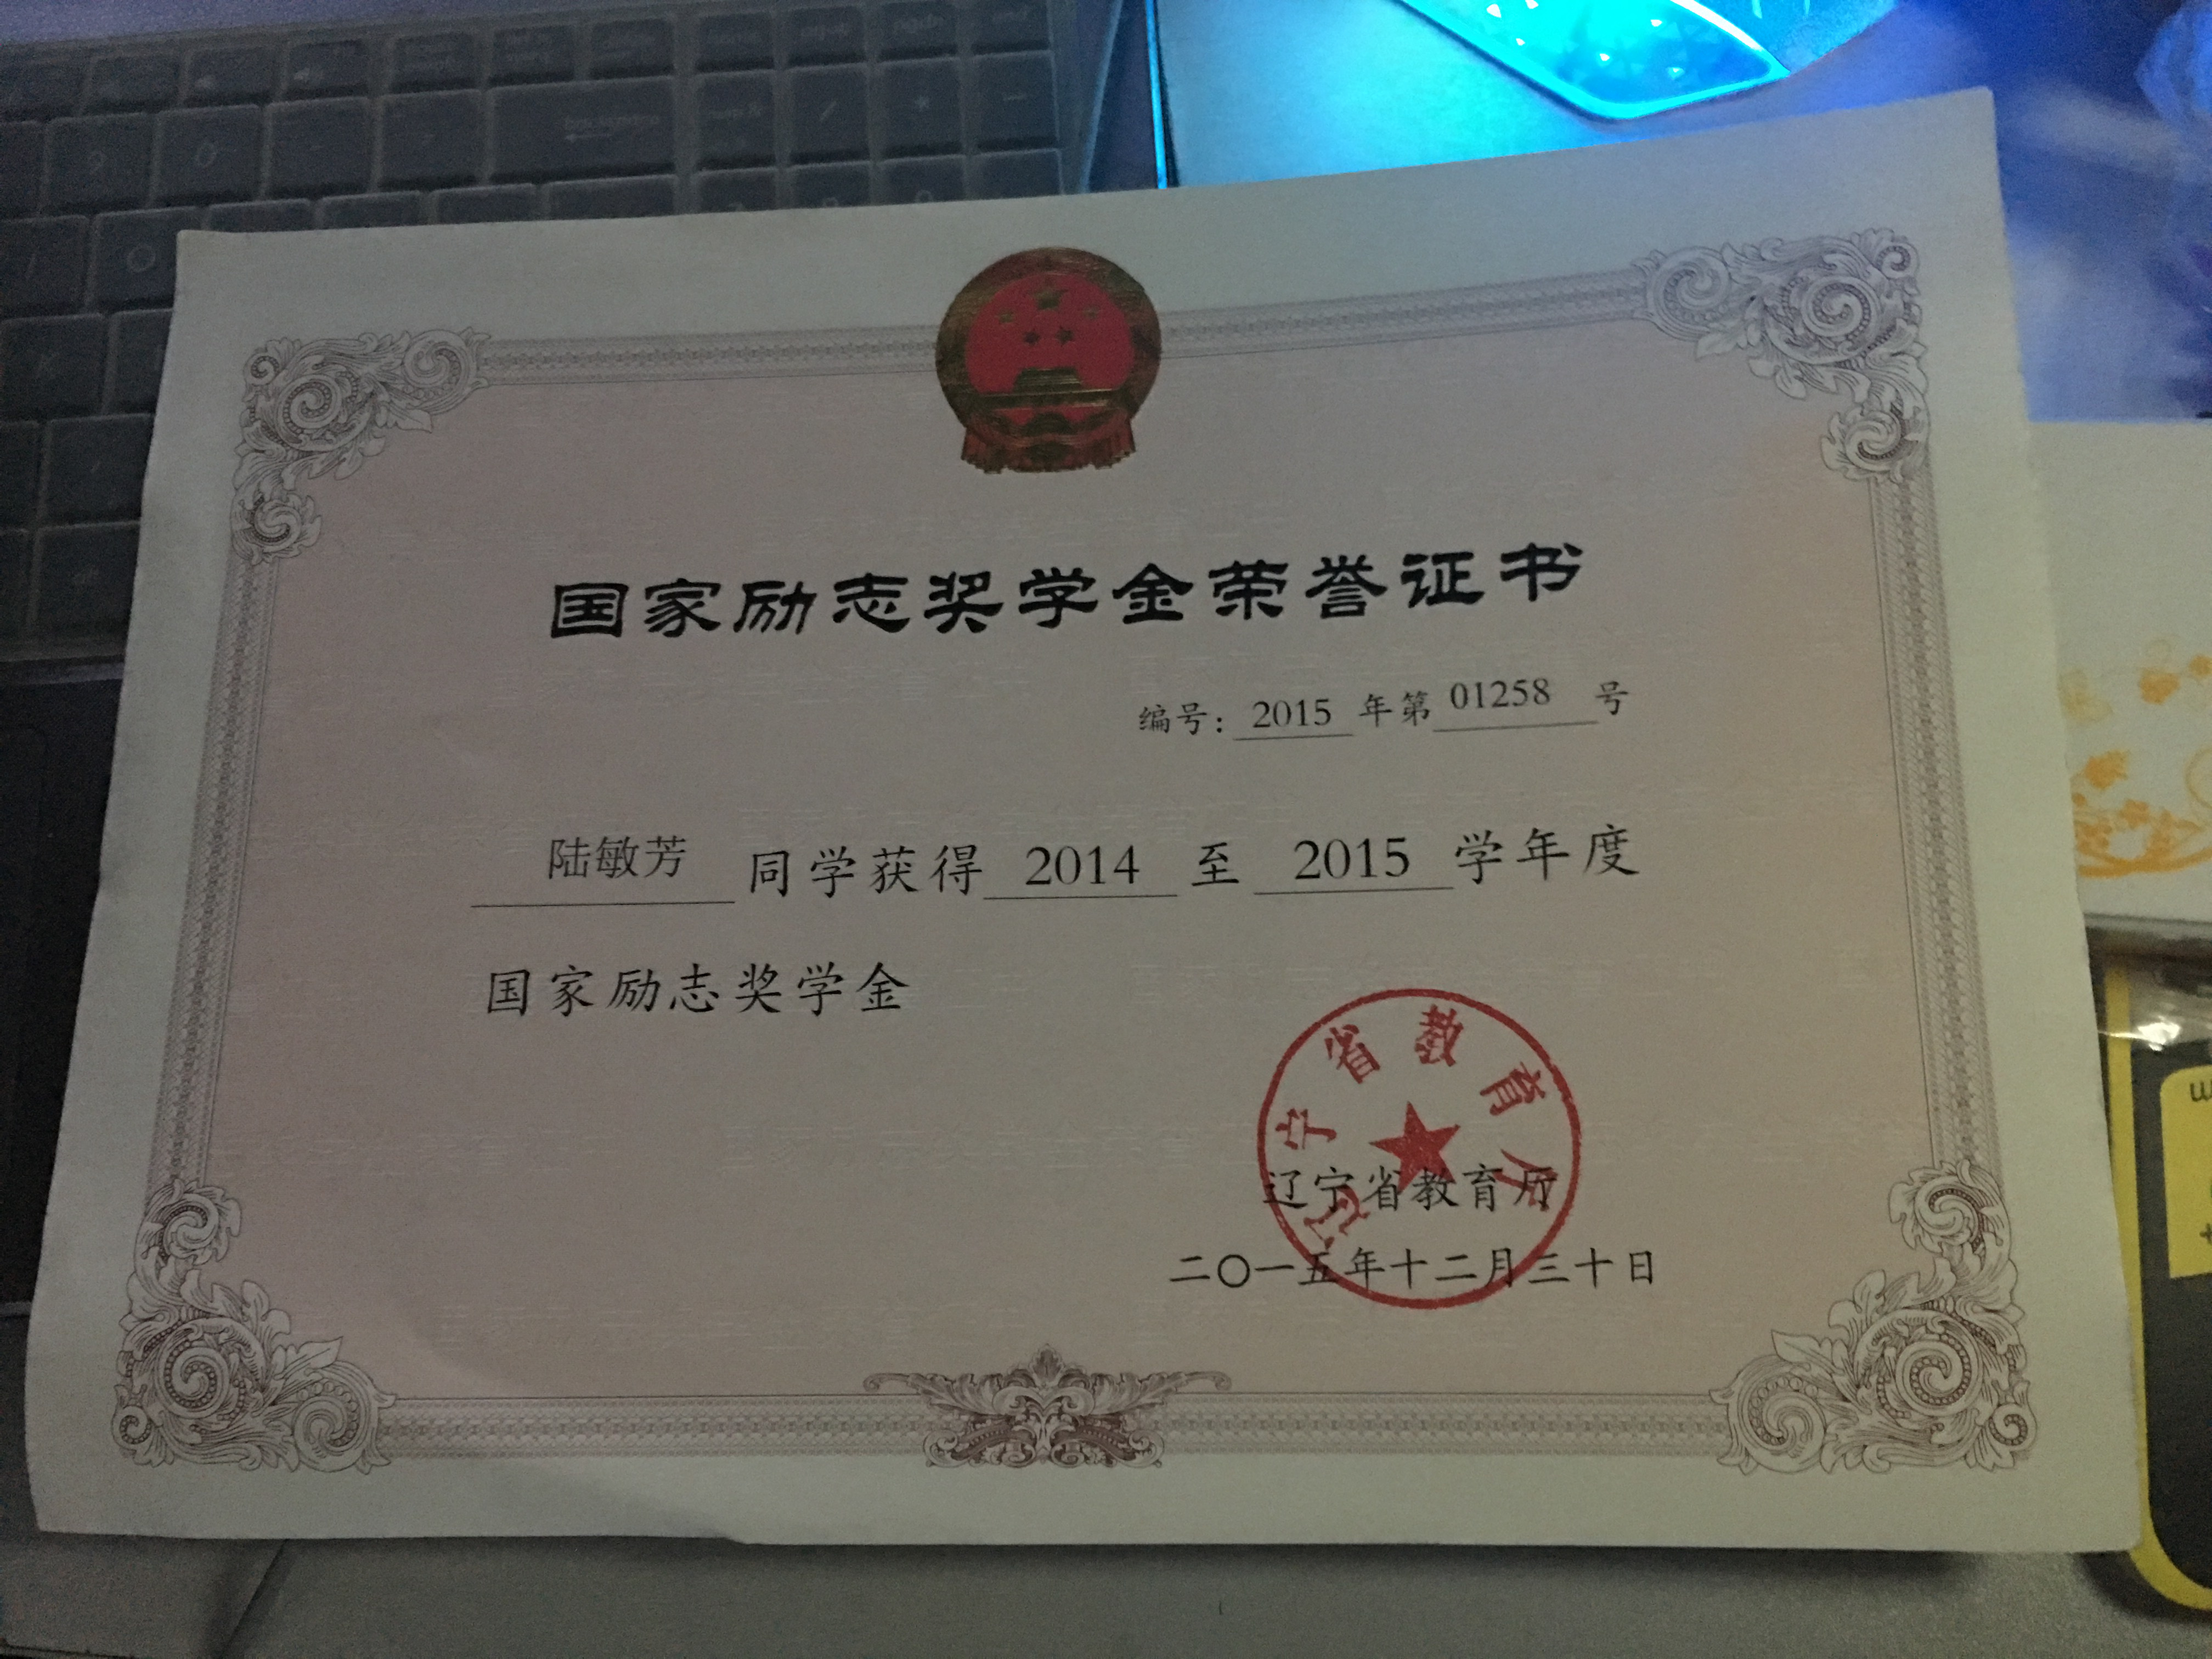 国家励志奖学金荣誉证书
编号：2015 年第 01258 号
陆敏芳 同学获得 2014 至 2015 学年度
国家励志奖学金
辽宁省教育厅
辽宁省教育厅
二〇一五年十二月三十日